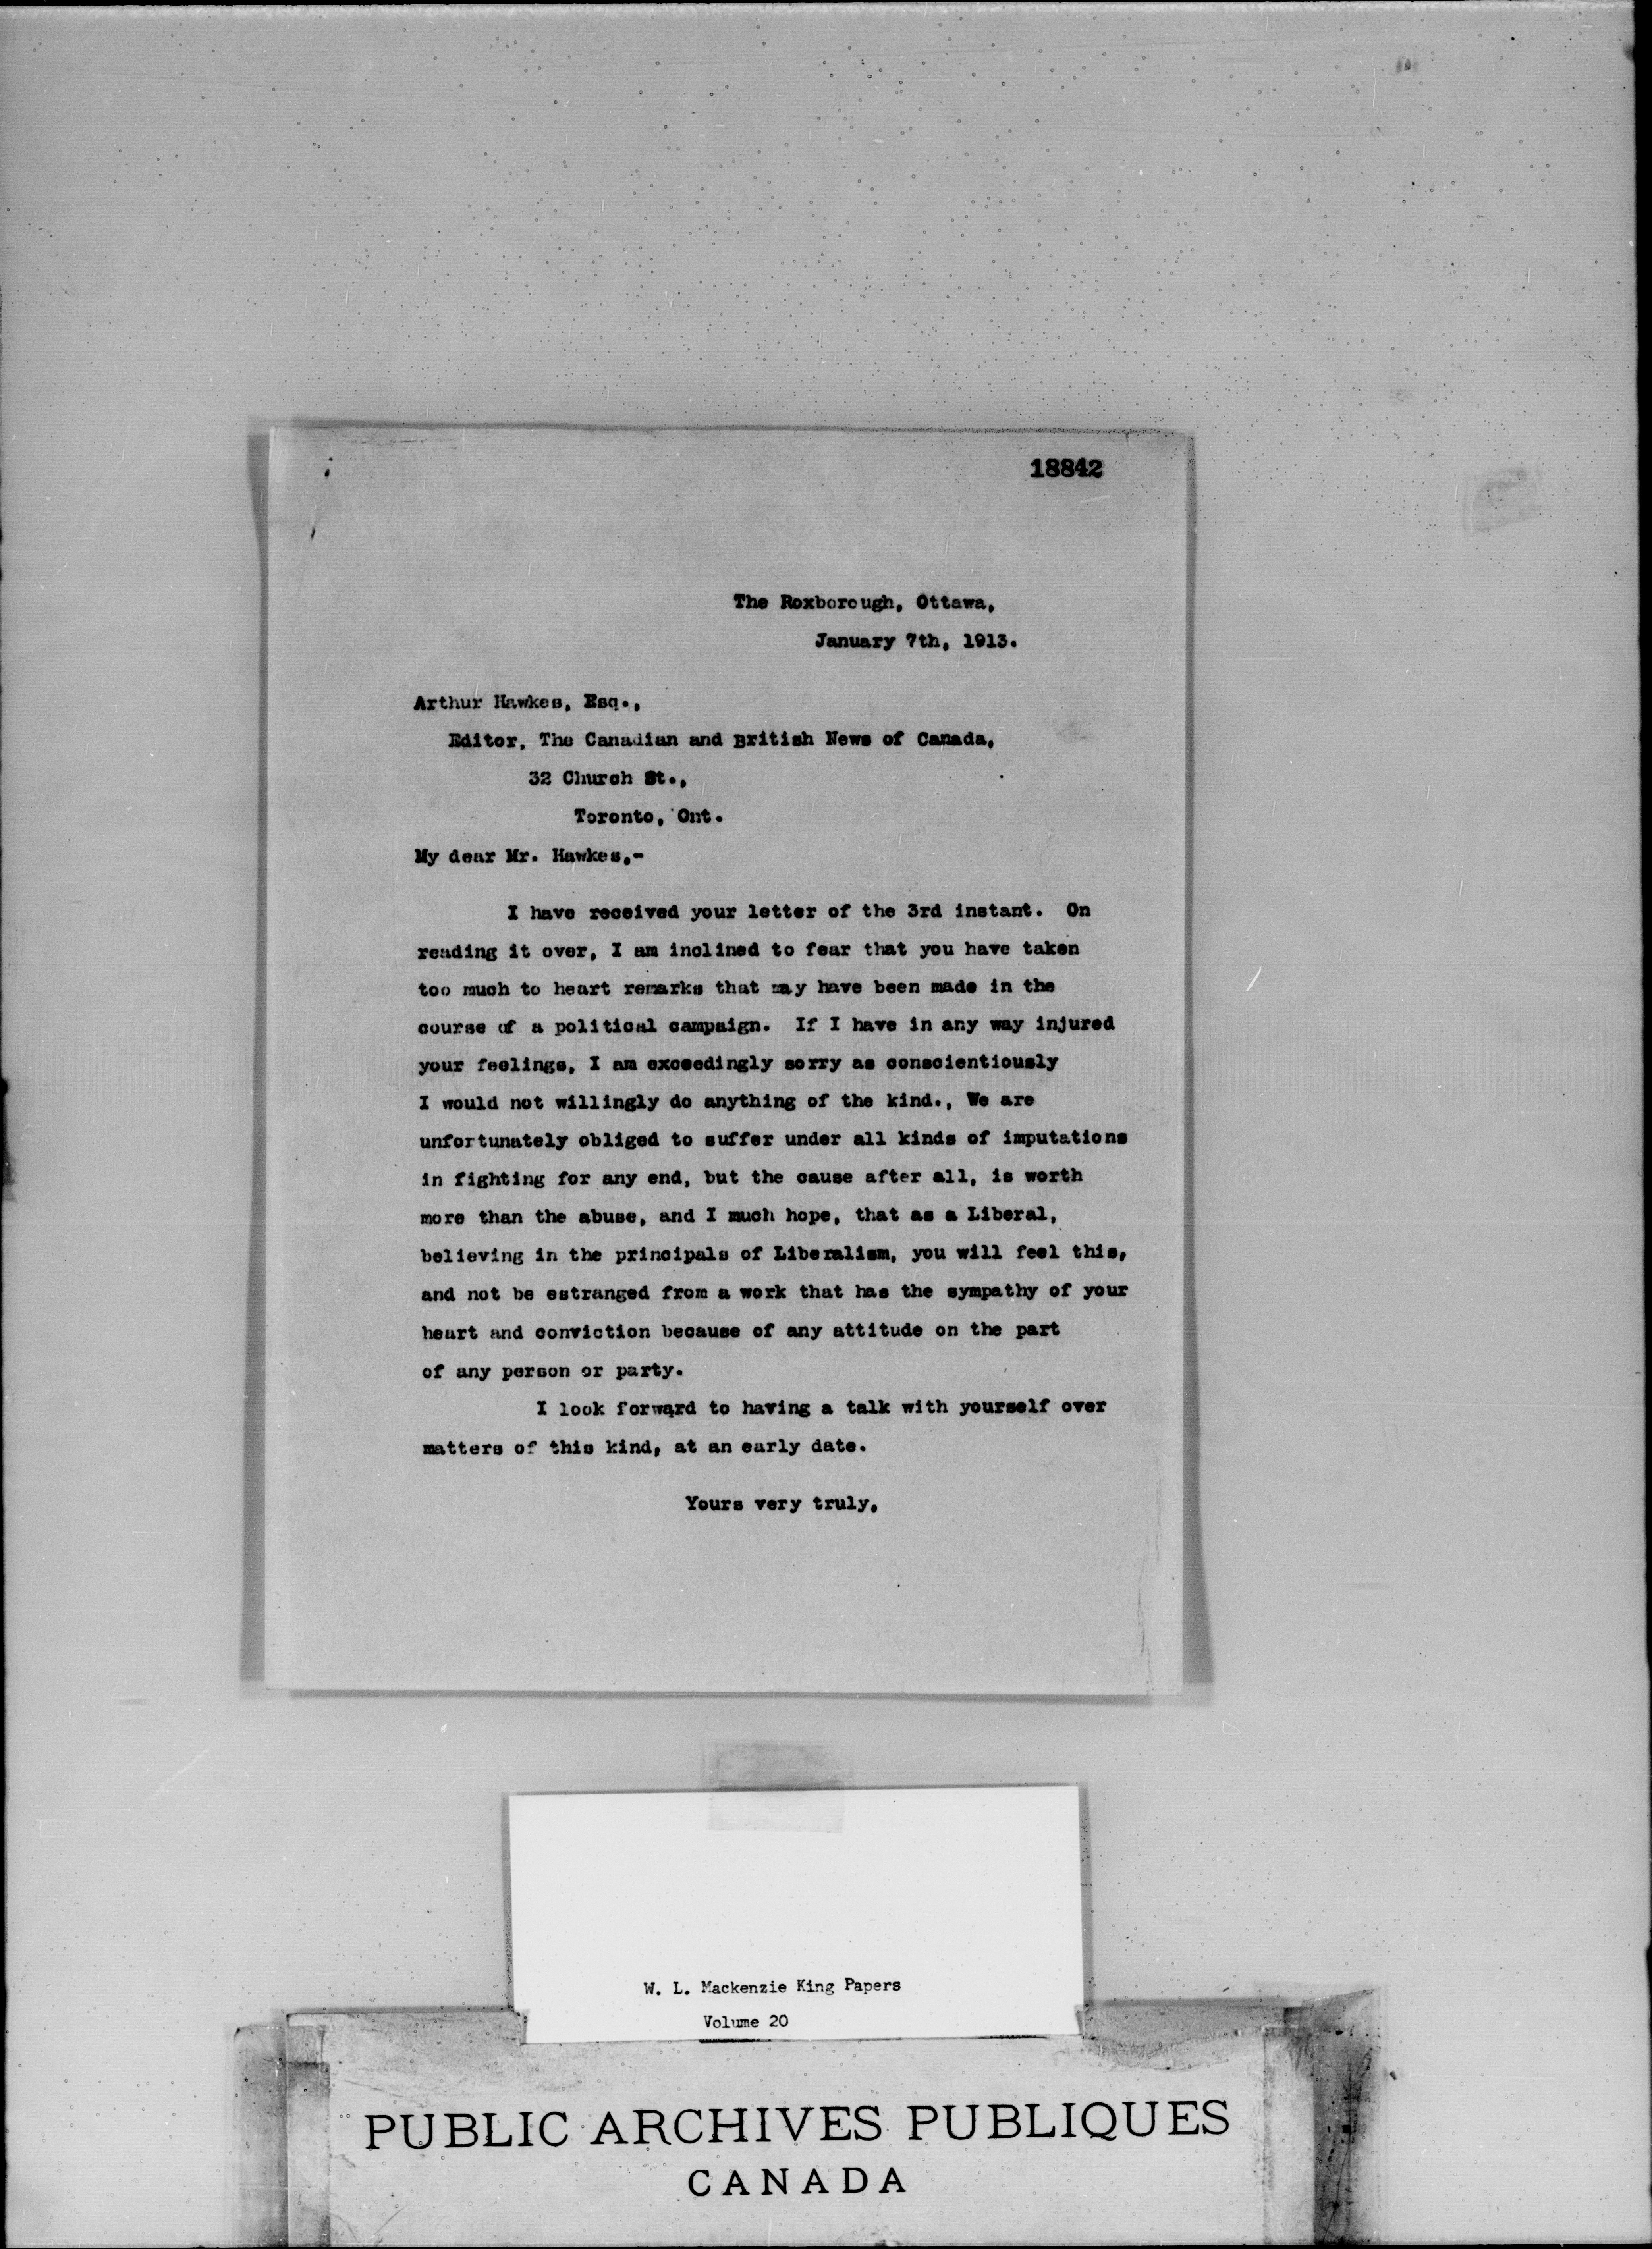 18842
The Roxborough, Ottawa,
January 7th, 1913.
Arthur Hawkes, Esq.,
Editor, The Canadian and British News of Canada,
32 Church St.,
Toronto, Ont.
My dear Mr. Hawkes,-
I have received your letter of the 3rd instant. On
reading it over, I am inclined to fear that you have taken
too much to heart remarks that may have been made in the
course of a political campaign. If I have in any way injured
your feelings, I am exceedingly sorry as conscientiously
I would not willingly do anything of the kind., We are
unfortunately obliged to suffer under all kinds of imputations
in fighting for any end, but the cause after all, is worth
more than the abuse, and I much hope, that as a Liberal,
believing in the principals of Liberalism, you will feel this,
and not be estranged from a work that has the sympathy of your
heart and conviction because of any attitude on the part
of any person or party.
I look forward to having a talk with yourself over
matters of this kind, at an early date.
Yours very truly,
W. L. Mackenzie King Papers
Volume 20
PUBLIC ARCHIVES PUBLIQUES
CANADA